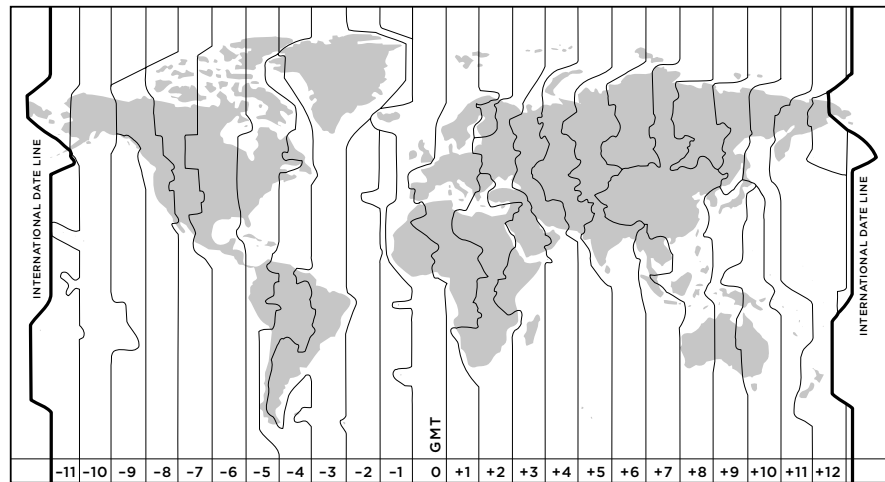 INTERNATIONAL DATE LINE
INTERNATIONAL DATE LINE
GMT
-11 -10 -9 -8 -7 -6 -5 -4 -3 -2 -1 0 +1 +2 +3 +4 +5 +6 +7 +8 +9 +10 +11 +12